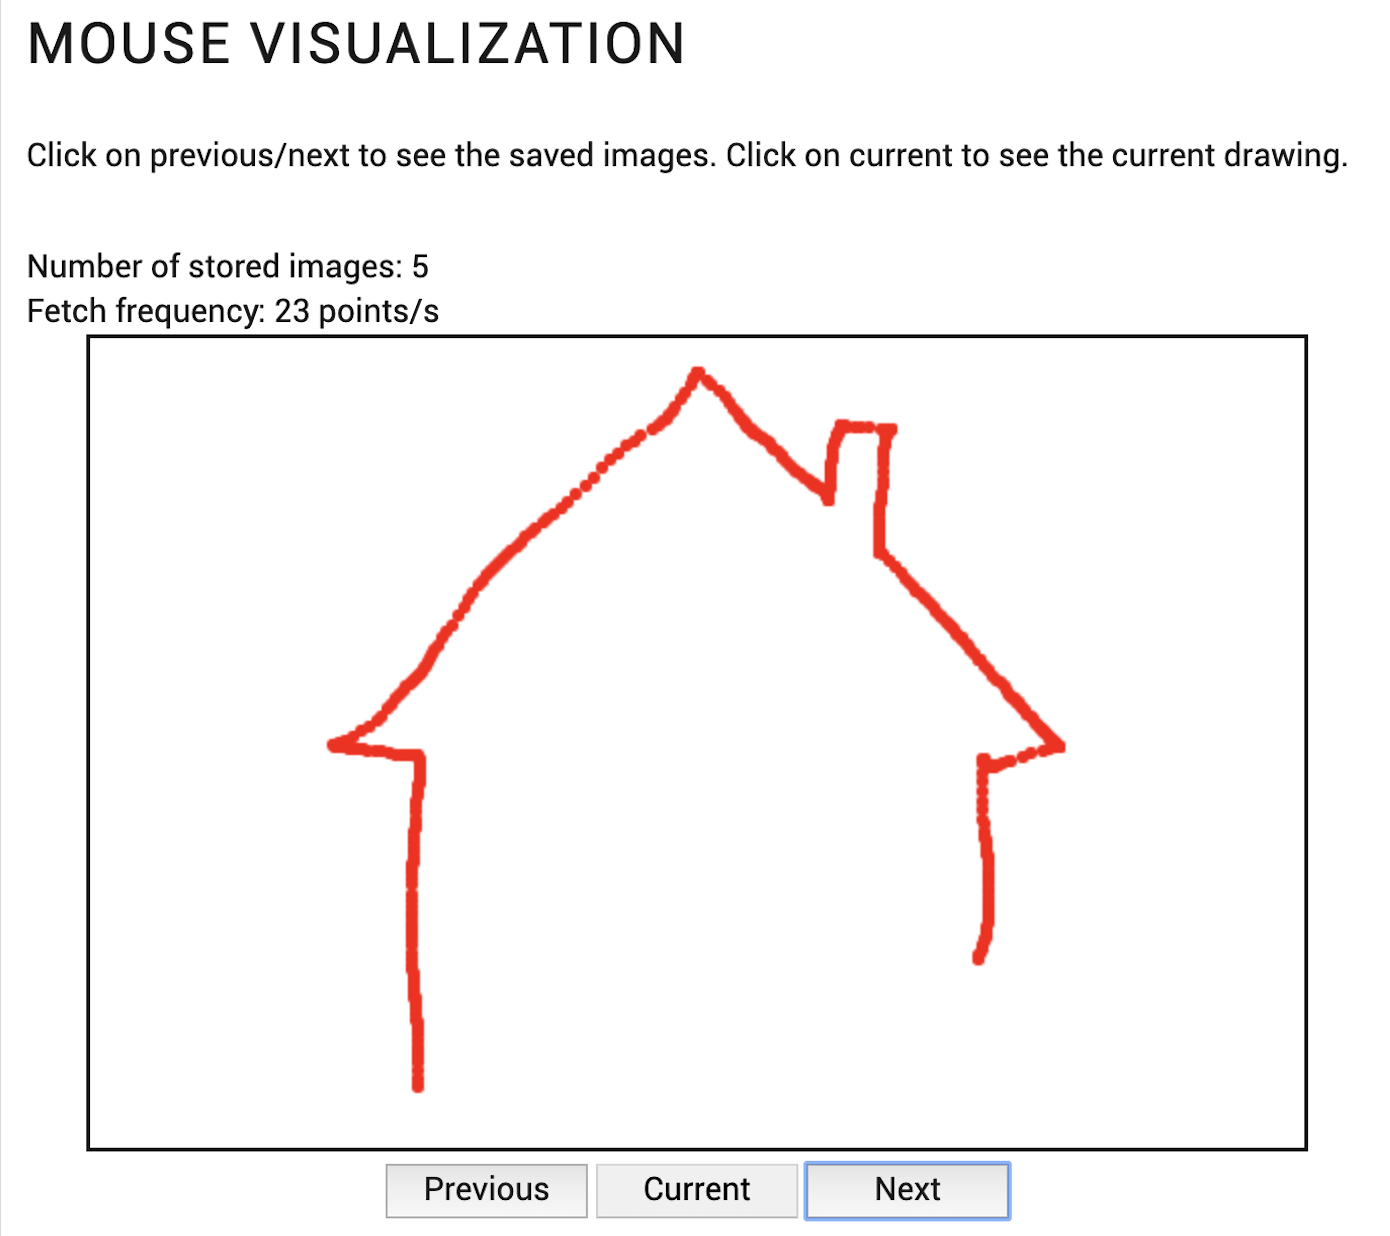 MOUSE VISUALIZATION
Click on previous/next to see the saved images. Click on current to see the current drawing.
Number of stored images: 5
Fetch frequency: 23 points/s
Previous
Current
Next